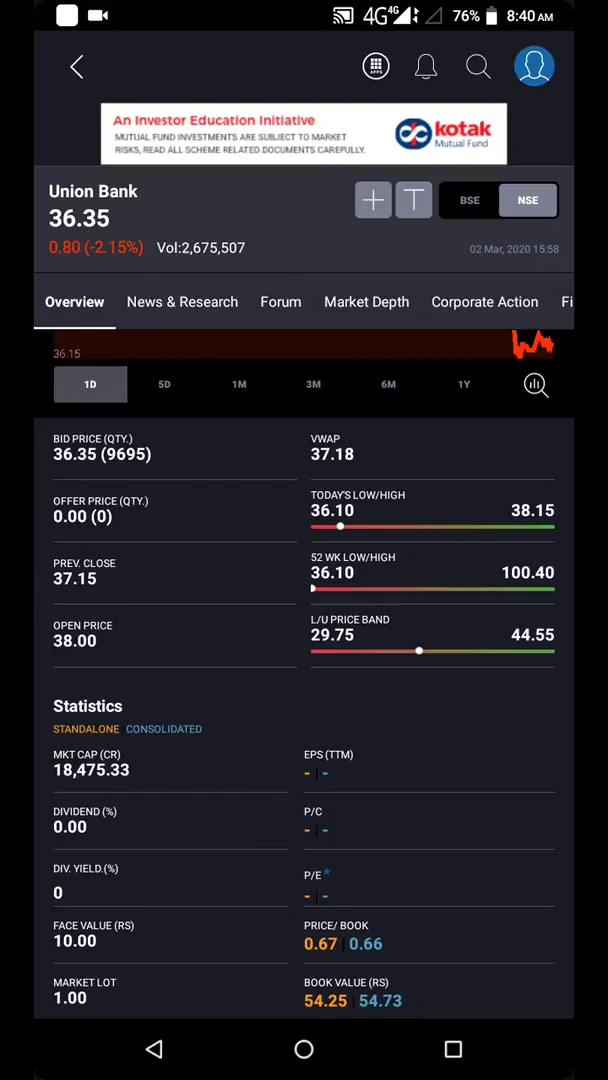 4G 4G 76% 8:40 AM
APPS
An Investor Education Initiative
MUTUAL FUND INVESTMENTS ARE SUBJECT TO MARKET
RISKS, READ ALL SCHEME RELATED DOCUMENTS CAREFULLY.
kotak
Mutual Fund
Union Bank
36.35
0.80 (-2.15%) Vol:2,675,507
T
BSE NSE
02 Mar, 2020 15:58
Overview News & Research Forum Market Depth Corporate Action Fi
36.15
1D 5D 1M 3M 6M 1Y
BID PRICE (QTY.)
36.35 (9695)
VWAP
37.18
OFFER PRICE (QTY.)
0.00 (0)
TODAY'S LOW/HIGH
36.10 38.15
PREV. CLOSE
37.15
52 WK LOW/HIGH
36.10 100.40
OPEN PRICE
38.00
L/U PRICE BAND
29.75 44.55
Statistics
STANDALONE CONSOLIDATED
MKT CAP (CR)
18,475.33
EPS (TTM)
- | -
DIVIDEND (%)
0.00
P/C
- | -
DIV. YIELD.(%)
0
P/E *
- | -
FACE VALUE (RS)
10.00
PRICE/ BOOK
0.67 | 0.66
MARKET LOT
1.00
BOOK VALUE (RS)
54.25 | 54.73